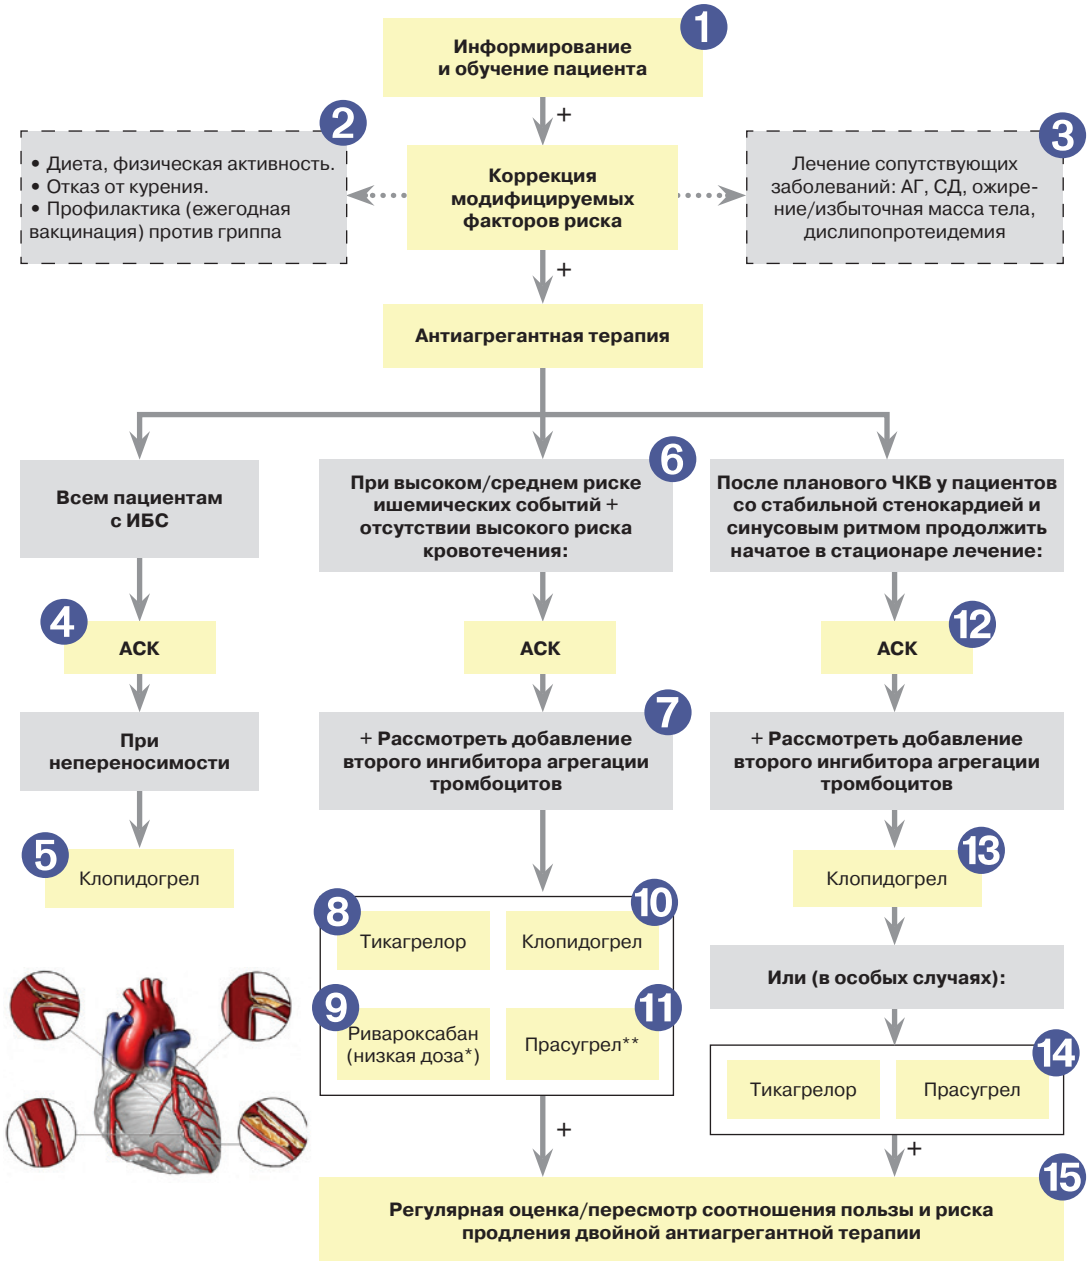 1
Информирование
и обучение пациента
+
2
• Диета, физическая активность.
• Отказ от курения.
• Профилактика (ежегодная
вакцинация) против гриппа
Коррекция
модифицируемых
факторов риска
3
Лечение сопутствующих
заболеваний: АГ, СД, ожире-
ние/избыточная масса тела,
дислипопротеидемия
+
Антиагрегантная терапия
Всем пациентам
с ИБС
4
АСК
При
непереносимости
5
Клопидогрел
6
При высоком/среднем риске
ишемических событий +
отсутствии высокого риска
кровотечения:
АСК
7
+ Рассмотреть добавление
второго ингибитора агрегации
тромбоцитов
8
Тикагрелор
10
Клопидогрел
9
Ривароксабан
(низкая доза*)
11
Прасугрел**
+
После планового ЧКВ у пациентов
со стабильной стенокардией и
синусовым ритмом продолжить
начатое в стационаре лечение:
12
АСК
+ Рассмотреть добавление
второго ингибитора агрегации
тромбоцитов
13
Клопидогрел
Или (в особых случаях):
14
Тикагрелор
Прасугрел
+
15
Регулярная оценка/пересмотр соотношения пользы и риска
продления двойной антиагрегантной терапии